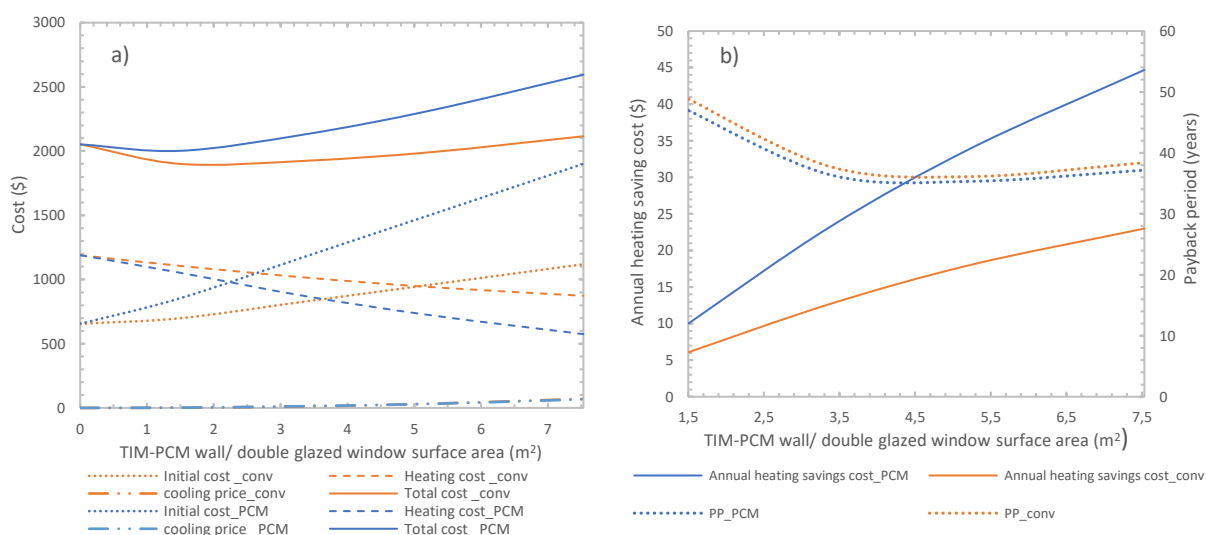 a)
Cost ($)
3000
2500
2000
1500
1000
500
0
0 1 2 3 4 5 6 7
TIM-PCM wall/ double glazed window surface area (m²)
Initial cost _conv
Heating cost _conv
cooling price_conv
Total cost _conv
Initial cost_PCM
Heating cost_PCM
cooling price PCM
Total cost PCM
b)
Annual heating saving cost ($)
50
45
40
35
30
25
20
15
10
5
0
Payback period (years)
60
50
40
30
20
10
0
1,5 2,5 3,5 4,5 5,5 6,5 7,5
TIM-PCM wall/ double glazed window surface area (m²)
Annual heating savings cost_PCM
Annual heating savings cost_conv
PP_PCM
PP_conv